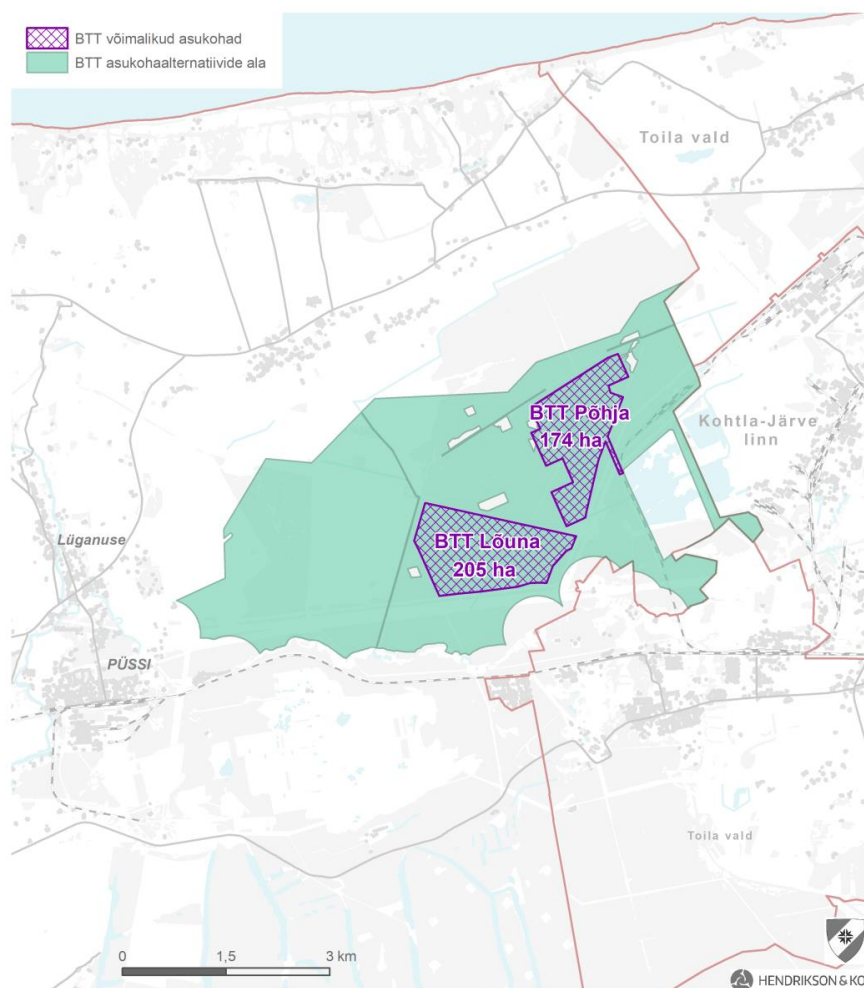 BTT võimalikud asukohad
BTT asukohaalternatiivide ala
Toila vald
BTT Põhja
174 ha
Kohtla-Järve
linn
Lüganuse
BTT Lõuna
205 ha
PÜSSI
Toila vald
0 1,5 3 km
HENDRIKSON & KO